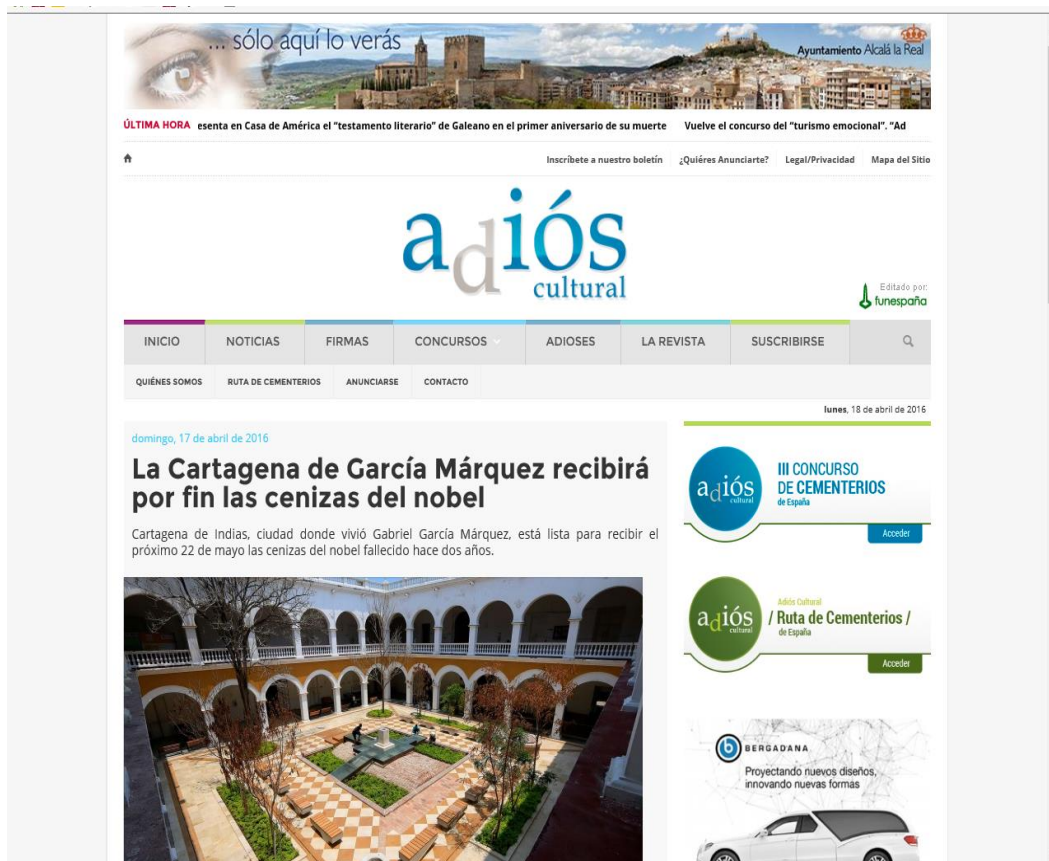 ... sólo aquí lo verás
Ayuntamiento Alcalá la Real
ÚLTIMA HORA esenta en Casa de América el "testamento literario" de Galeano en el primer aniversario de su muerte Vuelve el concurso del "turismo emocional". "Ad
Inscríbete a nuestro boletín ¿Quiéres Anunciarte? Legal/Privacidad Mapa del Sitio
adiós
cultural
Editado por:
funespaña
INICIO NOTICIAS FIRMAS CONCURSOS ADIOSES LA REVISTA SUSCRIBIRSE
QUIÉNES SOMOS RUTA DE CEMENTERIOS ANUNCIARSE CONTACTO
lunes, 18 de abril de 2016
domingo, 17 de abril de 2016
La Cartagena de García Márquez recibirá
por fin las cenizas del nobel
Cartagena de Indias, ciudad donde vivió Gabriel García Márquez, está lista para recibir el
próximo 22 de mayo las cenizas del nobel fallecido hace dos años.
adiós
cultural
III CONCURSO
DE CEMENTERIOS
de España
Acceder
adiós
cultural
Adiós Cultural
/ Ruta de Cementerios /
de España
Acceder
b BERGADANA
Proyectando nuevos diseños,
innovando nuevas formas